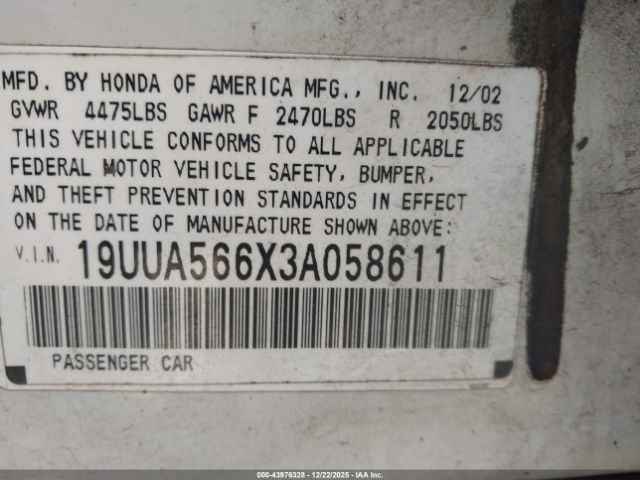 MFD. BY HONDA OF AMERICA MFG., INC. 12/02
GVWR 4475LBS GAWR F 2470LBS R 2050LBS
THIS VEHICLE CONFORMS TO ALL APPLICABLE
FEDERAL MOTOR VEHICLE SAFETY, BUMPER,
AND THEFT PREVENTION STANDARDS IN EFFECT
ON THE DATE OF MANUFACTURE SHOWN ABOVE:
V.I.N. 19UUA566X3A058611
PASSENGER CAR
000-43976328 - 12/22/2025 - IAA Inc.